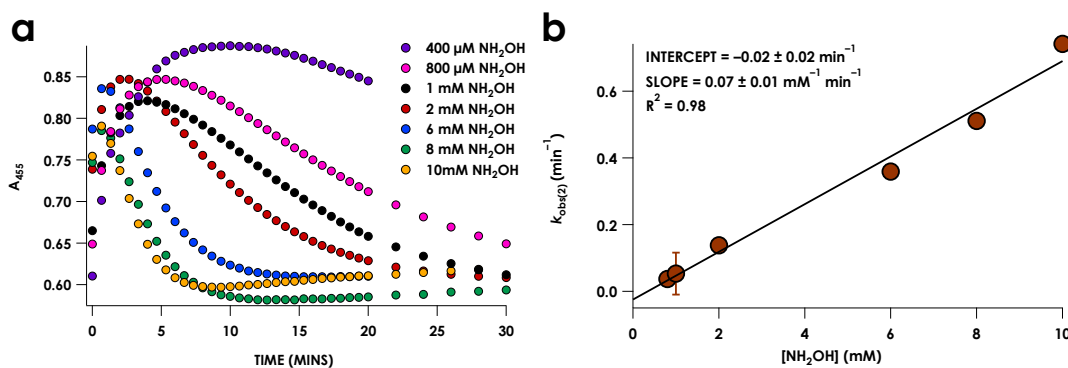 a
A455
0.85
0.80
0.75
0.70
0.65
0.60
0
5
10
15
20
25
30
TIME (MINS)
400 µM NH2OH
800 µM NH2OH
1 mM NH2OH
2 mM NH2OH
6 mM NH2OH
8 mM NH2OH
10mM NH2OH
b
kobs(2) (min⁻¹)
INTERCEPT = –0.02 ± 0.02 min⁻¹
SLOPE = 0.07 ± 0.01 mM⁻¹ min⁻¹
R² = 0.98
0.6
0.4
0.2
0.0
0
2
4
6
8
10
[NH2OH] (mM)